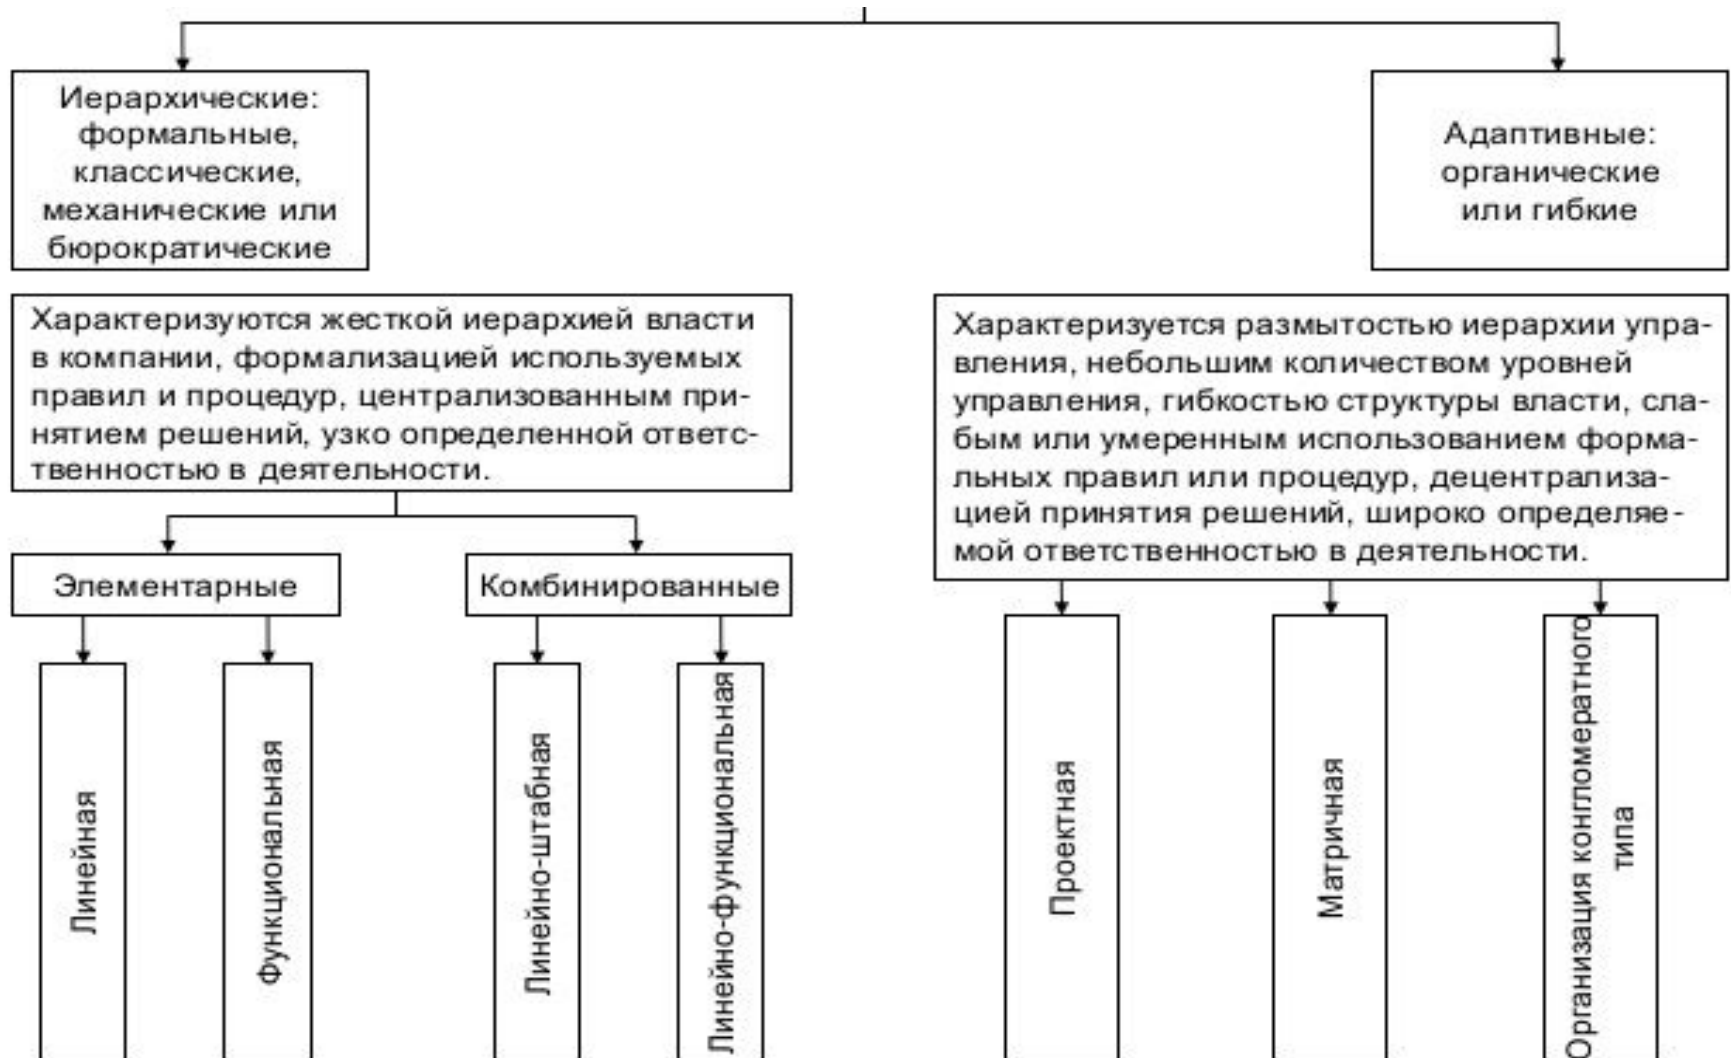 Иерархические:
формальные,
классические,
механические или
бюрократические
Адаптивные:
органические
или гибкие
Характеризуются жесткой иерархией власти
в компании, формализацией используемых
правил и процедур, централизованным при-
нятием решений, узко определенной ответс-
твенностью в деятельности.
Характеризуется размытостью иерархии упра-
вления, небольшим количеством уровней
управления, гибкостью структуры власти, сла-
бым или умеренным использованием форма-
льных правил или процедур, децентрализа-
цией принятия решений, широко определяе-
мой ответственностью в деятельности.
Элементарные
Комбинированные
Линейная
Функциональная
Линейно-штабная
Линейно-функциональная
Проектная
Матричная
Организация конгломератного
типа